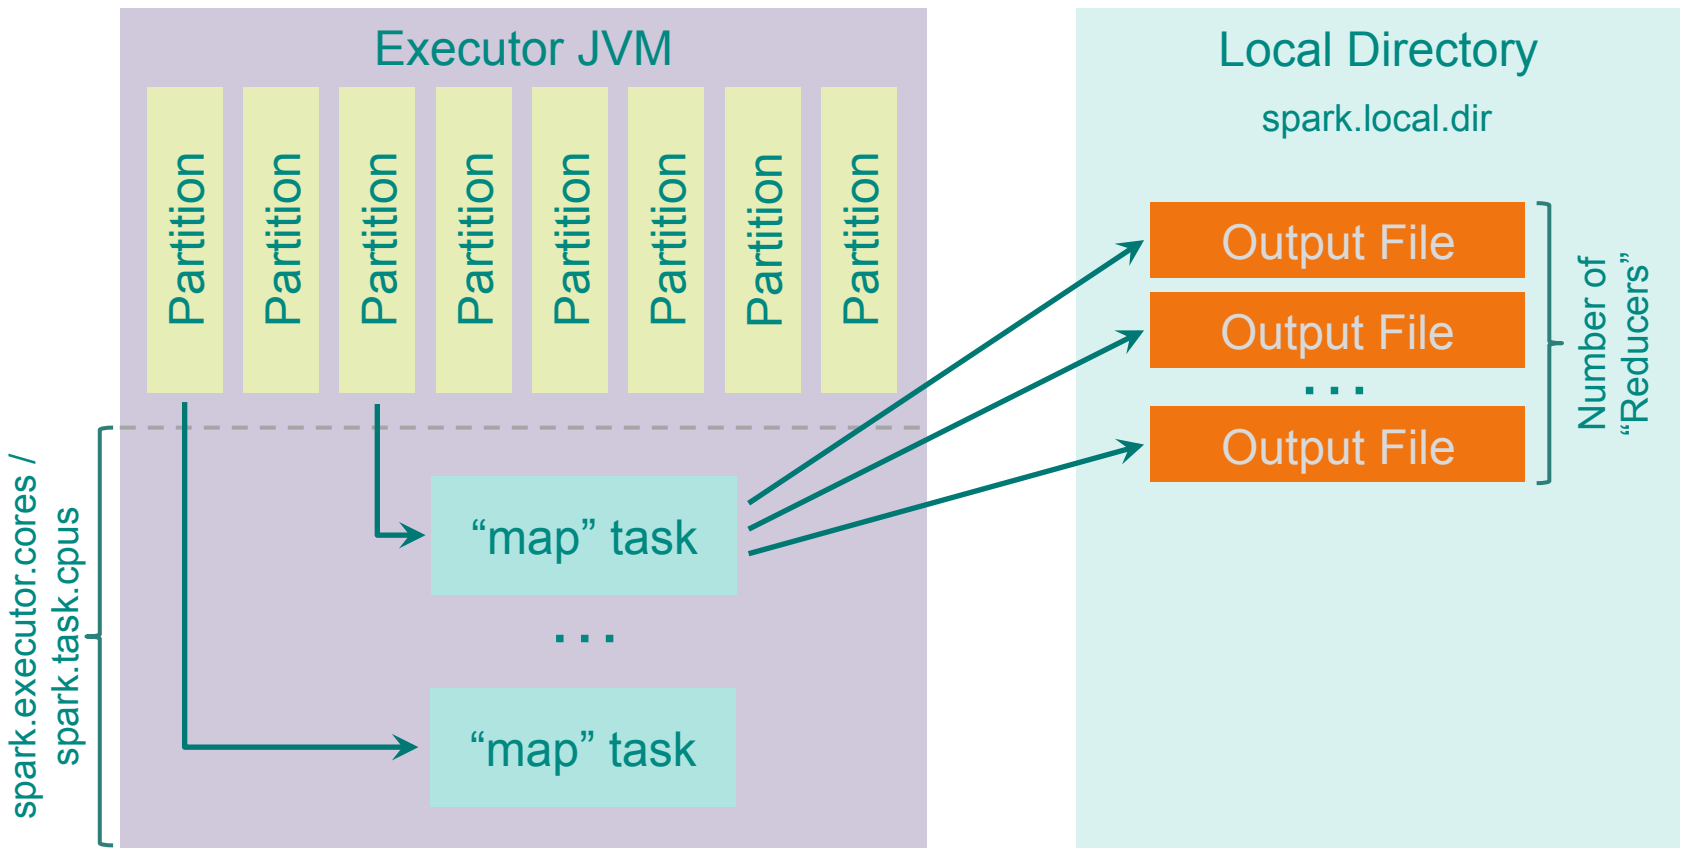 Executor JVM
Partition
Partition
Partition
Partition
Partition
Partition
Partition
Partition
spark.executor.cores /
spark.task.cpus
“map” task
...
“map” task
Local Directory
spark.local.dir
Output File
Output File
...
Output File
Number of
“Reducers”